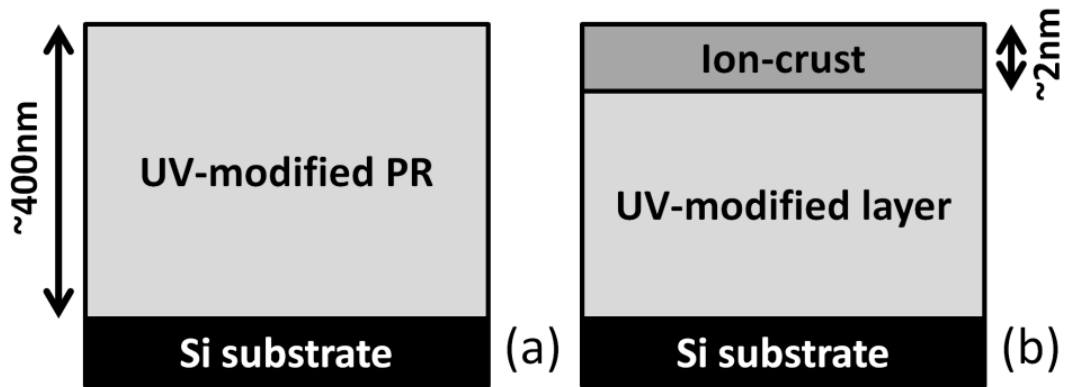 ~400nm
UV-modified PR
Si substrate
(a)
Ion-crust
~2nm
UV-modified layer
Si substrate
(b)